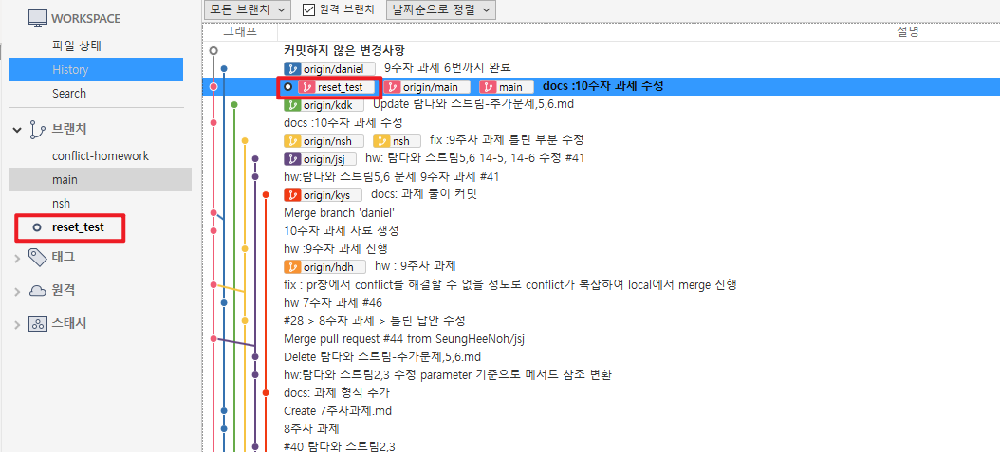 WORKSPACE
파일 상태
History
Search
브랜치
conflict-homework
main
nsh
reset_test
태그
원격
스태시
모든 브랜치 원격 브랜치 날짜순으로 정렬
그래프 설명
커밋하지 않은 변경사항
origin/daniel 9주차 과제 6번까지 완료
reset_test origin/main main docs :10주차 과제 수정
origin/kdk Update 람다와 스트림-추가문제,5,6.md
docs :10주차 과제 수정
origin/nsh nsh fix :9주차 과제 틀린 부분 수정
origin/jsj hw: 람다와 스트림5,6 14-5, 14-6 수정 #41
hw:람다와 스트림5,6 문제 9주차 과제 #41
origin/kys docs: 과제 풀이 커밋
Merge branch 'daniel'
10주차 과제 자료 생성
hw :9주차 과제 진행
origin/hdh hw : 9주차 과제
fix : pr창에서 conflict를 해결할 수 없을 정도로 conflict가 복잡하여 local에서 merge 진행
hw 7주차 과제 #46
#28 > 8주차 과제 > 틀린 답안 수정
Merge pull request #44 from SeungHeeNoh/jsj
Delete 람다와 스트림-추가문제,5,6.md
hw:람다와 스트림2,3 수정 parameter 기준으로 메서드 참조 변환
docs: 과제 형식 추가
Create 7주차과제.md
8주차 과제
#40 람다와 스트림2,3